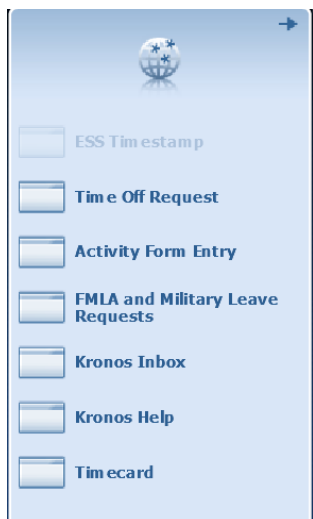 ESS Timestamp
Time Off Request
Activity Form Entry
FMLA and Military Leave
Requests
Kronos Inbox
Kronos Help
Timecard